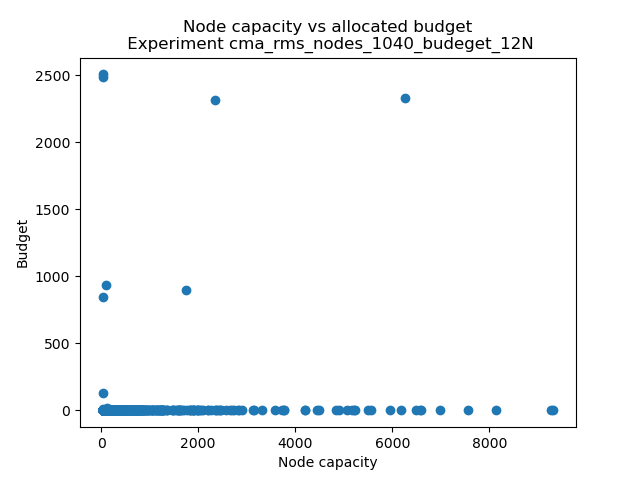 Node capacity vs allocated budget
Experiment cma_rms_nodes_1040_budeget_12N
2500
2000
1500
1000
500
0
Budget
0 2000 4000 6000 8000
Node capacity